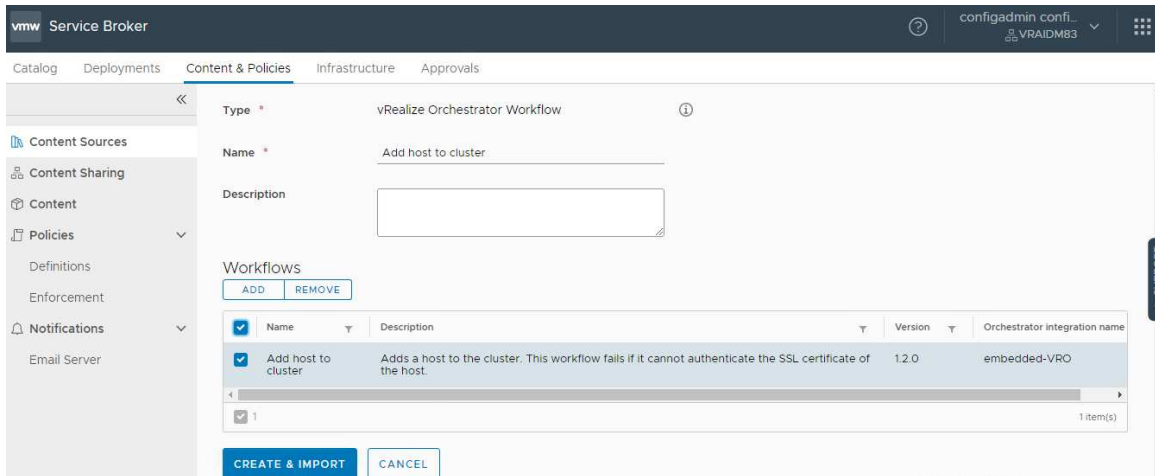 vmw Service Broker
configadmin confi...
VRAIDM83
Catalog Deployments Content & Policies Infrastructure Approvals
Type * vRealize Orchestrator Workflow
Content Sources
Name * Add host to cluster
Content Sharing
Description
Content
Policies
Definitions
Workflows
Enforcement
ADD REMOVE
Notifications
Name Description Version Orchestrator integration name
Email Server
Add host to Adds a host to the cluster. This workflow fails if it cannot authenticate the SSL certificate of 1.2.0 embedded-VRO
cluster the host.
1 1 item(s)
CREATE & IMPORT CANCEL